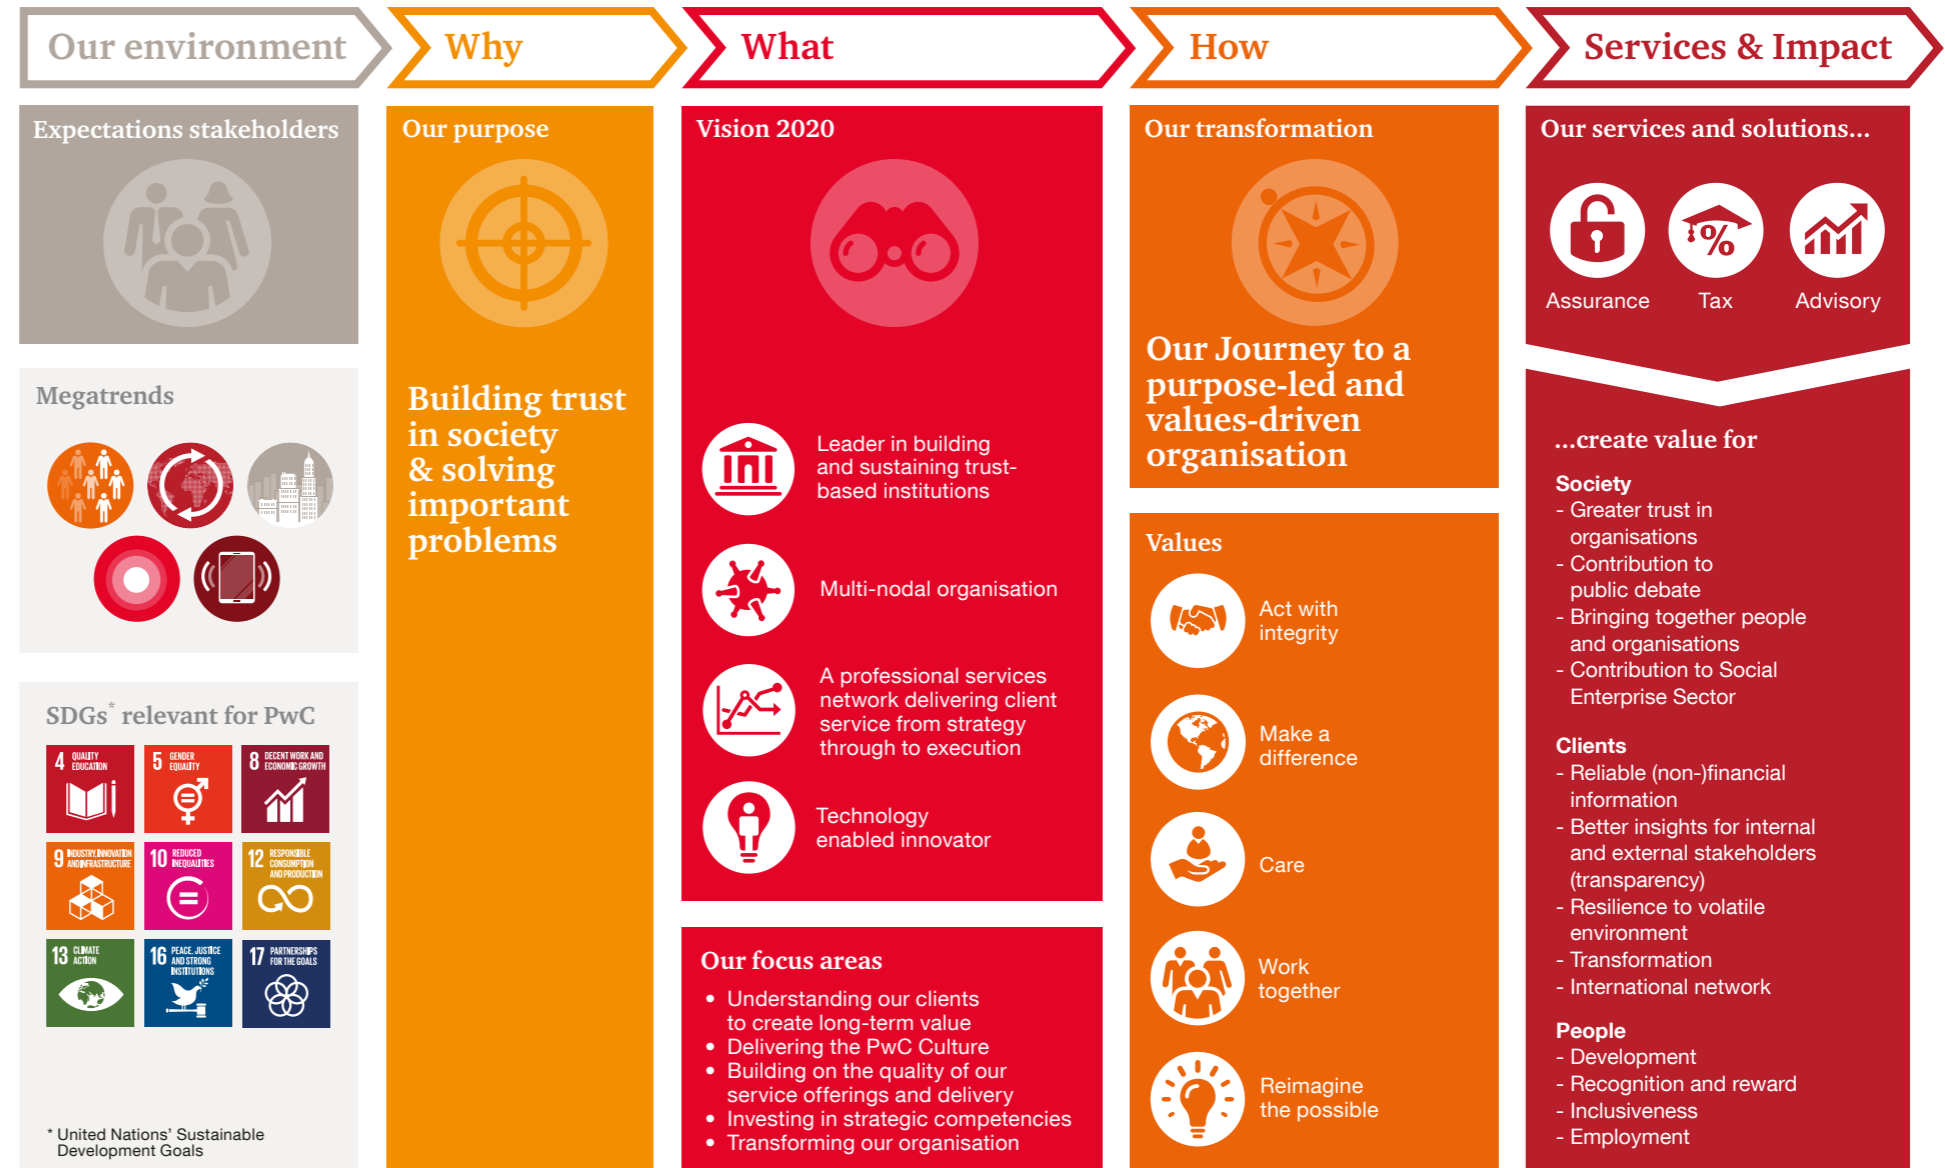 Our environment
Why
What
How
Services & Impact
Expectations stakeholders
Megatrends
SDGs* relevant for PwC
4 QUALITY
EDUCATION
5 GENDER
EQUALITY
8 DECENT WORK AND
ECONOMIC GROWTH
9 INDUSTRY, INNOVATION
AND INFRASTRUCTURE
10 REDUCED
INEQUALITIES
12 RESPONSIBLE
CONSUMPTION
AND PRODUCTION
13 CLIMATE
ACTION
16 PEACE, JUSTICE
AND STRONG
INSTITUTIONS
17 PARTNERSHIPS
FOR THE GOALS
* United Nations' Sustainable
Development Goals
Our purpose
Building trust
in society
& solving
important
problems
Vision 2020
Leader in building
and sustaining trust-
based institutions
Multi-nodal organisation
A professional services
network delivering client
service from strategy
through to execution
Technology
enabled innovator
Our focus areas
• Understanding our clients
to create long-term value
• Delivering the PwC Culture
• Building on the quality of our
service offerings and delivery
• Investing in strategic competencies
• Transforming our organisation
Our transformation
Our Journey to a
purpose-led and
values-driven
organisation
Values
Act with
integrity
Make a
difference
Care
Work
together
Reimagine
the possible
Our services and solutions...
%
Assurance
Tax
Advisory
...create value for
Society
- Greater trust in
organisations
- Contribution to
public debate
- Bringing together people
and organisations
- Contribution to Social
Enterprise Sector
Clients
- Reliable (non-)financial
information
- Better insights for internal
and external stakeholders
(transparency)
- Resilience to volatile
environment
- Transformation
- International network
People
- Development
- Recognition and reward
- Inclusiveness
- Employment